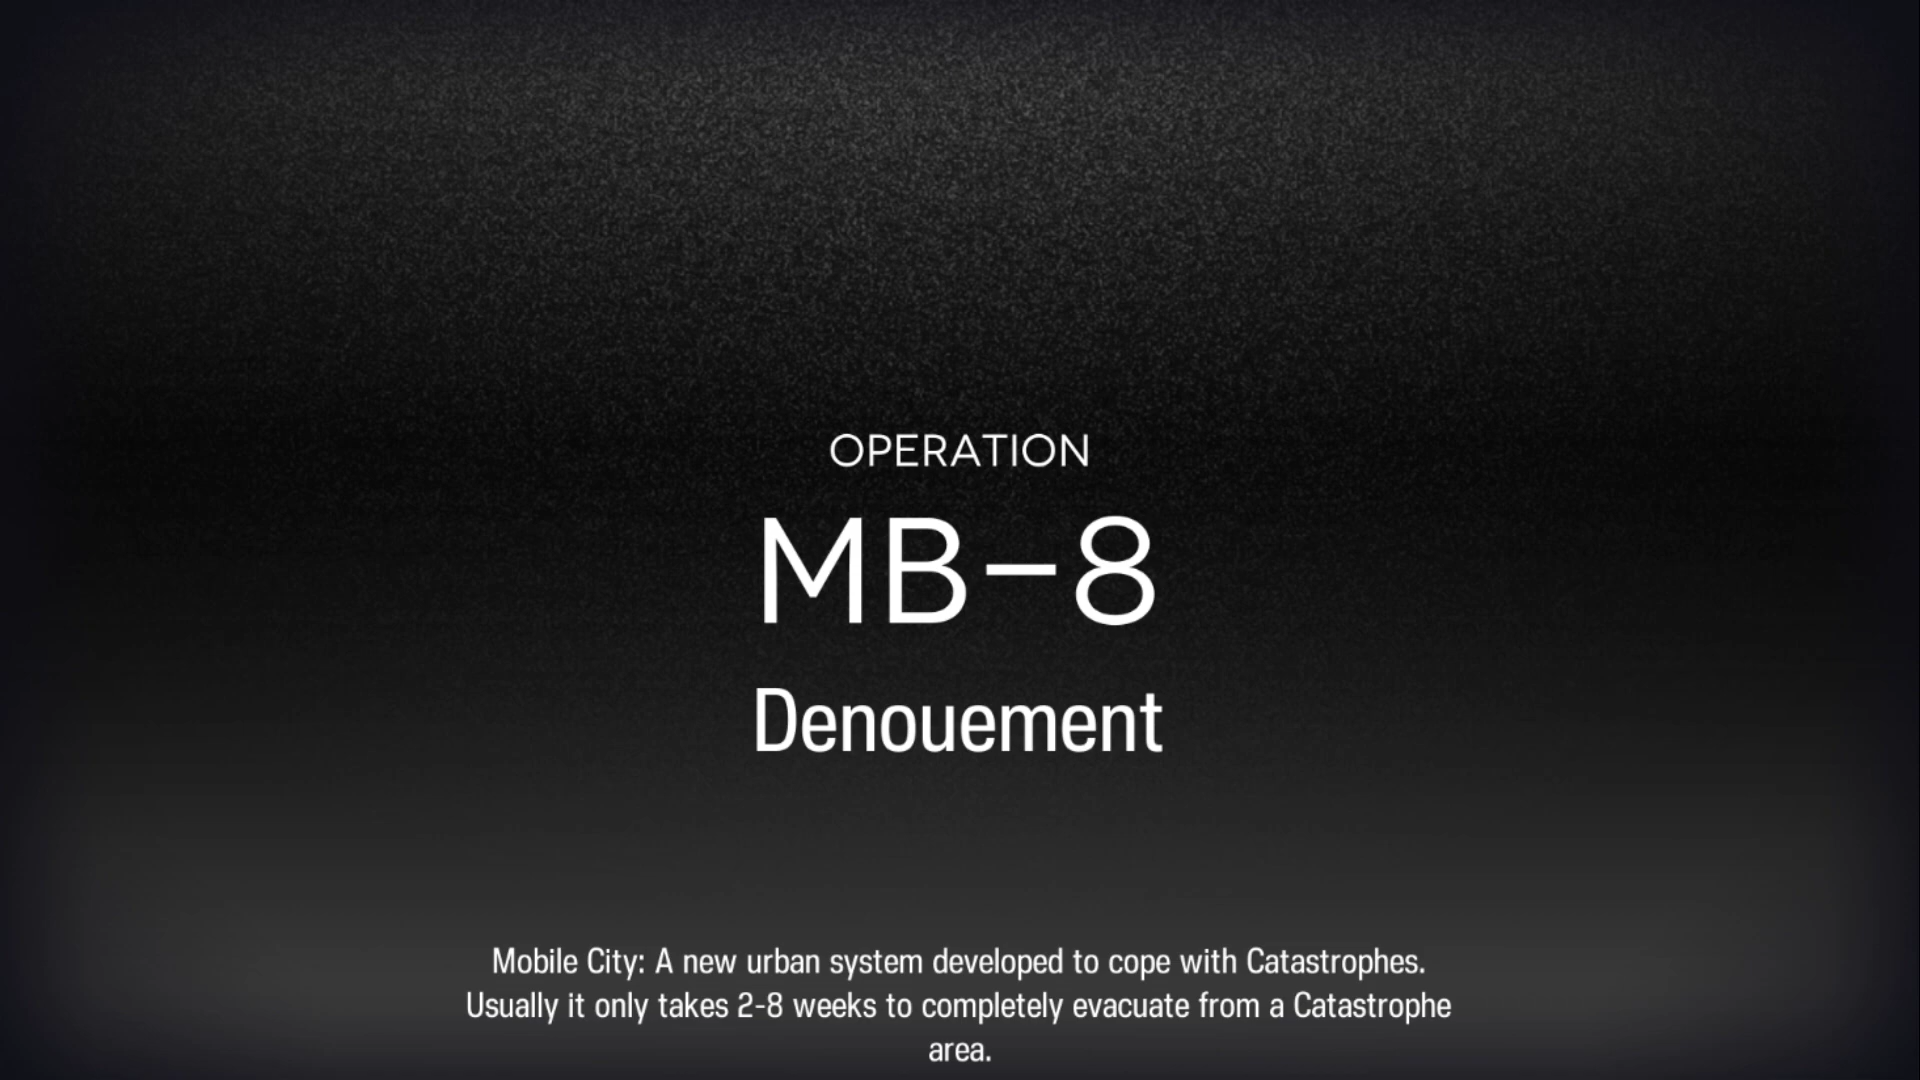 OPERATION
MB-8
Denouement
Mobile City: A new urban system developed to cope with Catastrophes.
Usually it only takes 2-8 weeks to completely evacuate from a Catastrophe
area.